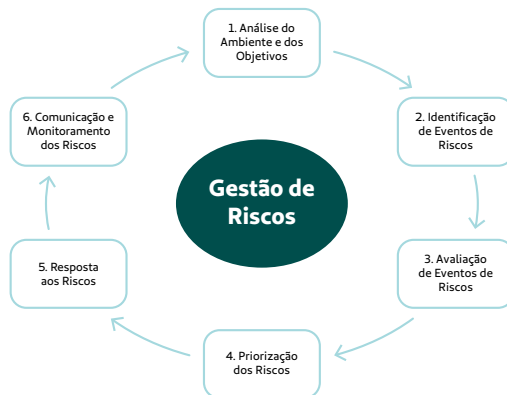 1. Análise do
Ambiente e dos
Objetivos
2. Identificação
de Eventos de
Riscos
3. Avaliação
de Eventos de
Riscos
4. Priorização
dos Riscos
5. Resposta
aos Riscos
6. Comunicação e
Monitoramento
dos Riscos
Gestão de
Riscos